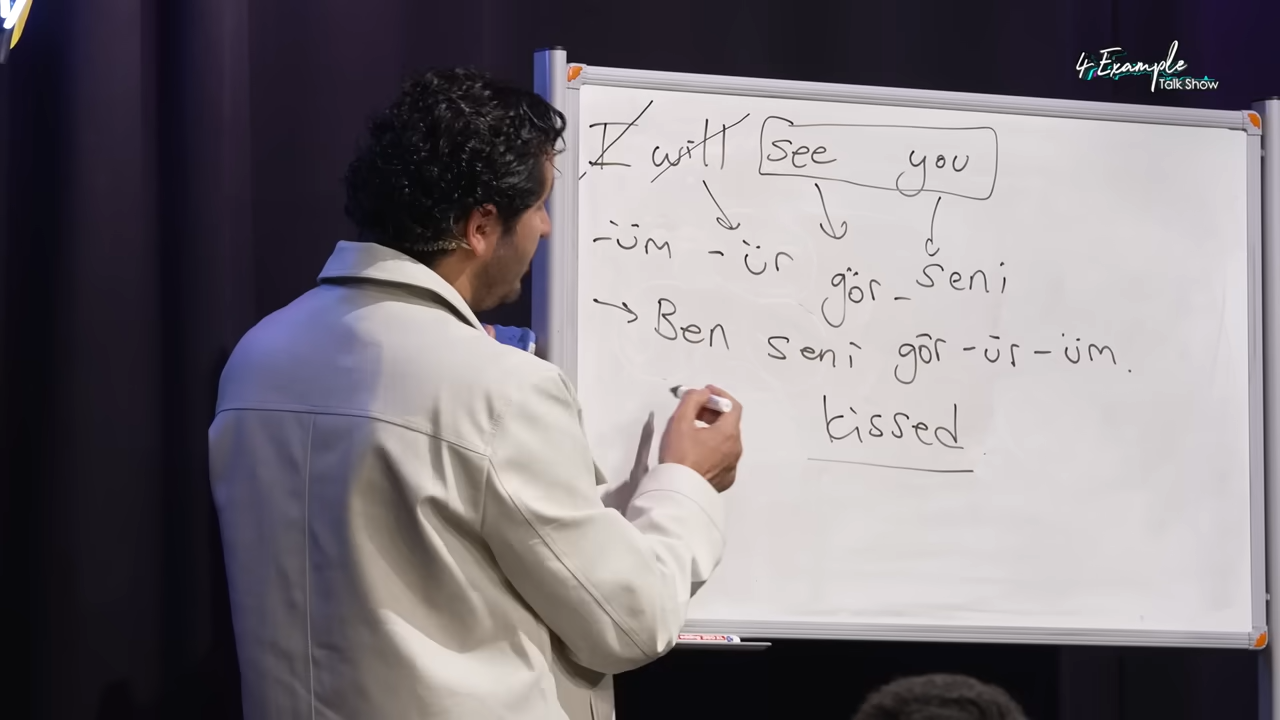 4 Example
Talk Show
I will see you
-üm -ür gör- seni
→ Ben seni gör-ür-üm.
kissed